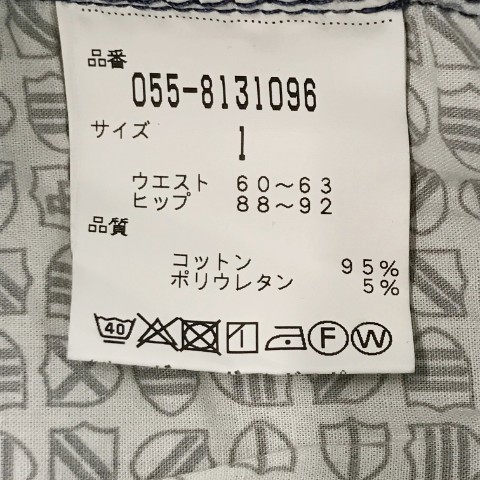 品番
055-8131096
サイズ
1
ウエスト 60～63
ヒップ 88～92
品質
コットン 95%
ポリウレタン 5%
40 F W